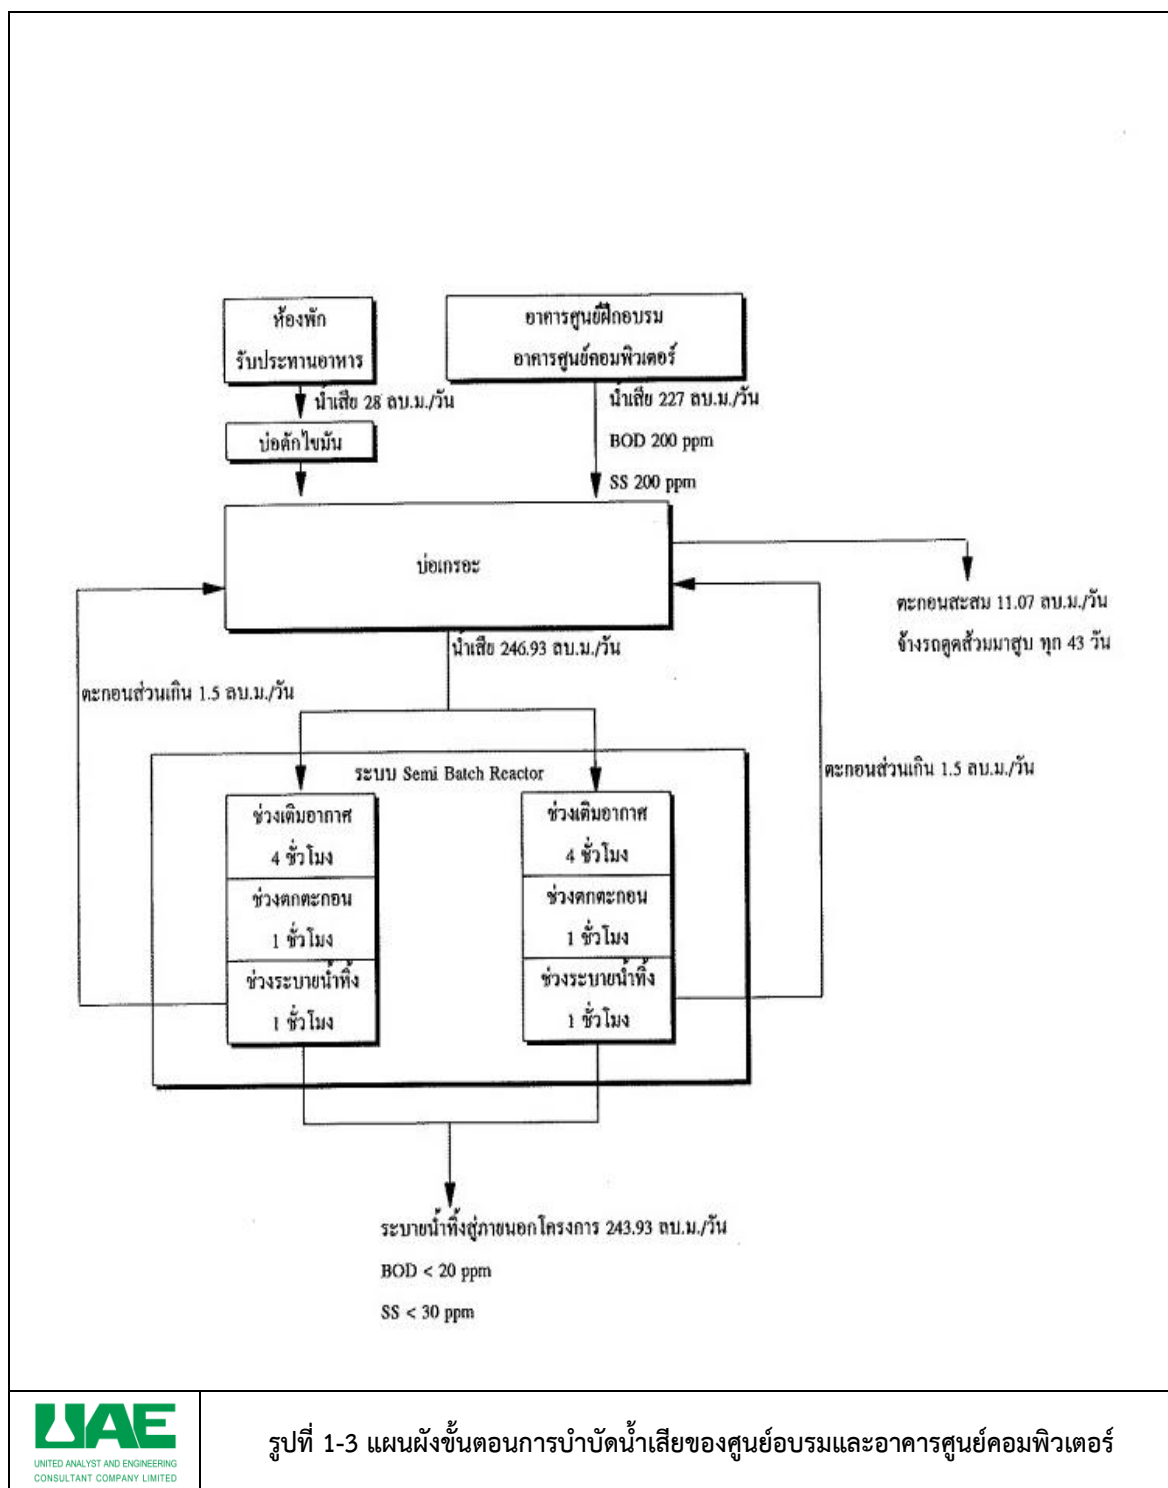 ห้องพัก
รับประทานอาหาร
อาคารศูนย์ฝึกอบรม
อาคารศูนย์คอมพิวเตอร์
น้ำเสีย 28 ลบ.ม./วัน
บ่อดักไขมัน
น้ำเสีย 227 ลบ.ม./วัน
BOD 200 ppm
SS 200 ppm
บ่อเกรอะ
ตะกอนสะสม 11.07 ลบ.ม./วัน
จ้างรถดูดส้วมมาสูบ ทุก 43 วัน
น้ำเสีย 246.93 ลบ.ม./วัน
ตะกอนส่วนเกิน 1.5 ลบ.ม./วัน
ตะกอนส่วนเกิน 1.5 ลบ.ม./วัน
ระบบ Semi Batch Reactor
ช่วงเติมอากาศ
4 ชั่วโมง
ช่วงตกตะกอน
1 ชั่วโมง
ช่วงระบายน้ำทิ้ง
1 ชั่วโมง
ช่วงเติมอากาศ
4 ชั่วโมง
ช่วงตกตะกอน
1 ชั่วโมง
ช่วงระบายน้ำทิ้ง
1 ชั่วโมง
ระบายน้ำทิ้งสู่ภายนอกโครงการ 243.93 ลบ.ม./วัน
BOD < 20 ppm
SS < 30 ppm
UAE
UNITED ANALYST AND ENGINEERING
CONSULTANT COMPANY LIMITED
รูปที่ 1-3 แผนผังขั้นตอนการบำบัดน้ำเสียของศูนย์อบรมและอาคารศูนย์คอมพิวเตอร์